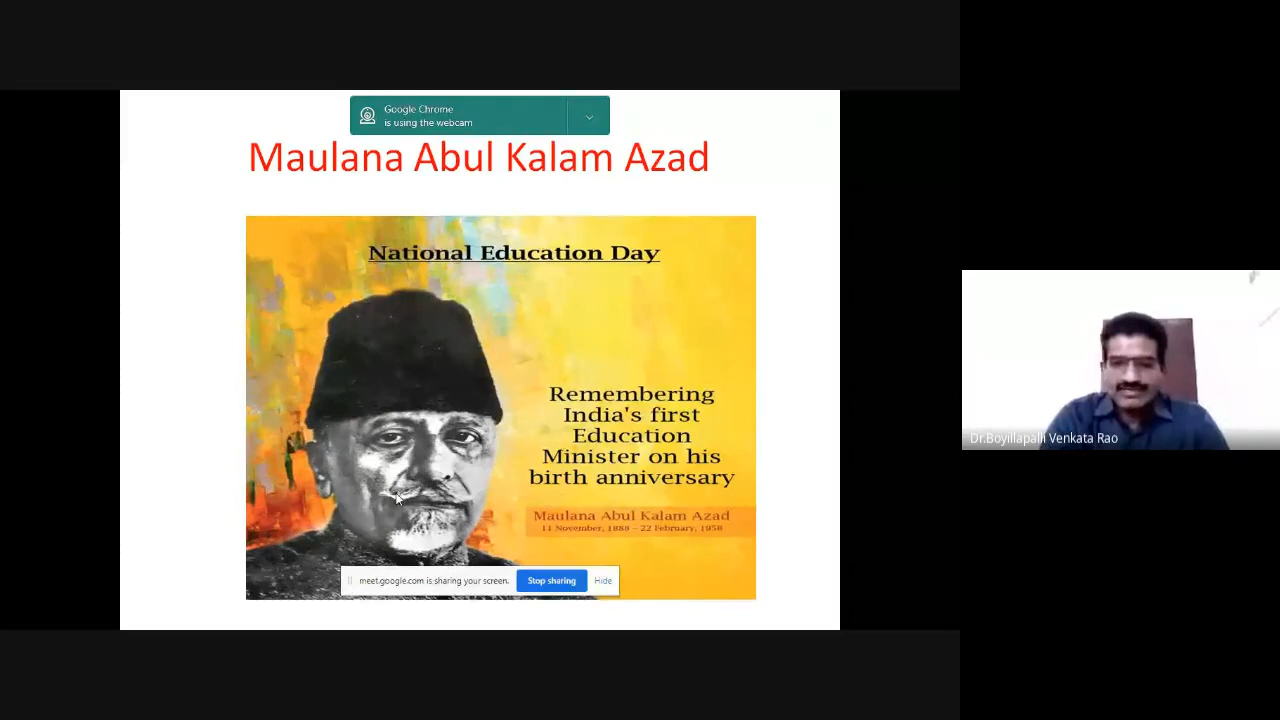 Google Chrome
is using the webcam
Maulana Abul Kalam Azad
National Education Day
Remembering
India's first
Education
Minister on his
birth anniversary
Maulana Abul Kalam Azad
11 November, 1888 – 22 February, 1958
meet.google.com is sharing your screen.
Stop sharing
Hide
Dr.Boyillapalli Venkata Rao